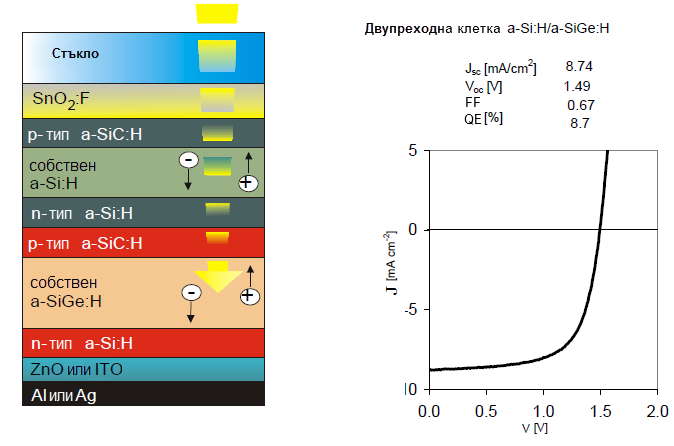 Стъкло
SnO2:F
p- тип a-SiC:H
собствен
a-Si:H
-
+
n- тип a-Si:H
p- тип a-SiC:H
собствен
a-SiGe:H
-
+
n- тип a-Si:H
ZnO или ITO
Al или Ag
Двупреходна клетка a-Si:H/a-SiGe:H
Jsc [mA/cm2] 8.74
Voc [V] 1.49
FF 0.67
QE [%] 8.7
5
0
-5
10
J [mA cm-2]
0.0 0.5 1.0 1.5 2.0
V [V]